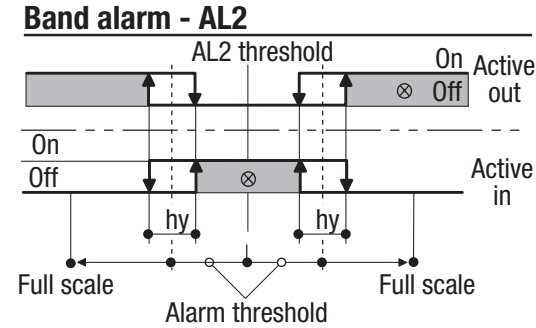 Band alarm - AL2
AL2 threshold
On
Off
Active
out
On
Off
Active
in
hy
hy
Full scale
Full scale
Alarm threshold